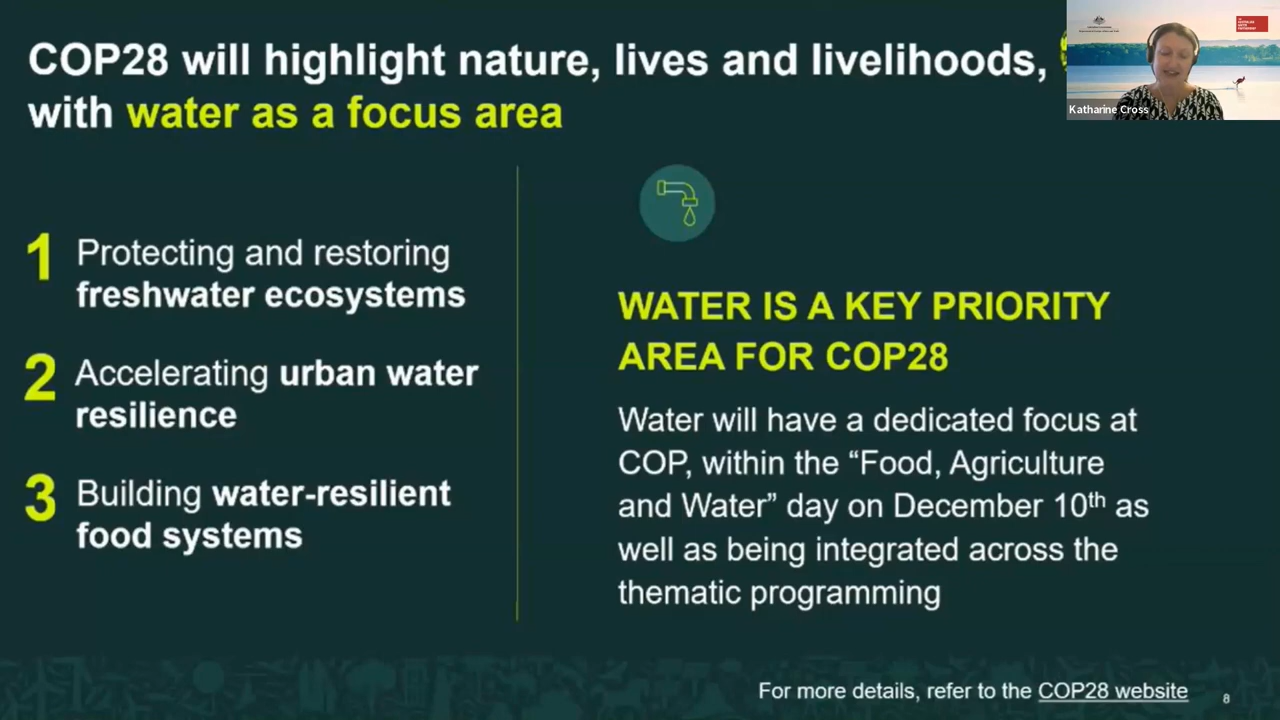 COP28 will highlight nature, lives and livelihoods,
with water as a focus area
Katharine Cross
1 Protecting and restoring
freshwater ecosystems
2 Accelerating urban water
resilience
3 Building water-resilient
food systems
WATER IS A KEY PRIORITY
AREA FOR COP28
Water will have a dedicated focus at
COP, within the “Food, Agriculture
and Water” day on December 10th as
well as being integrated across the
thematic programming
For more details, refer to the COP28 website
8